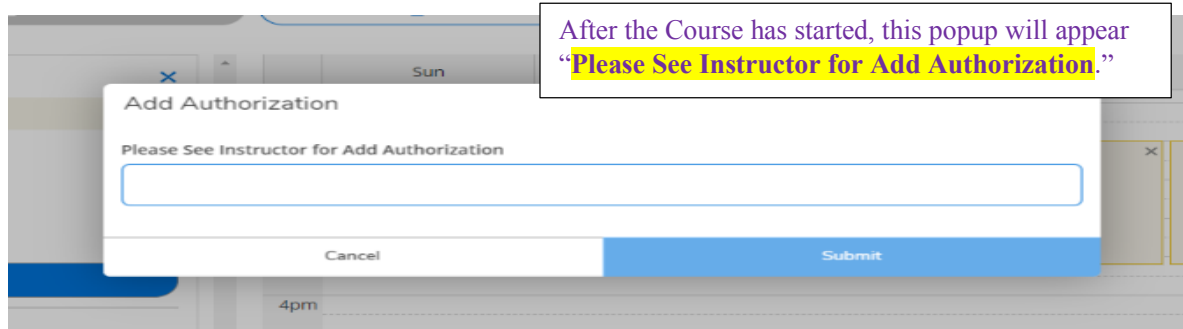 After the Course has started, this popup will appear
“Please See Instructor for Add Authorization.”
Sun
Add Authorization
Please See Instructor for Add Authorization
Cancel
Submit
4pm